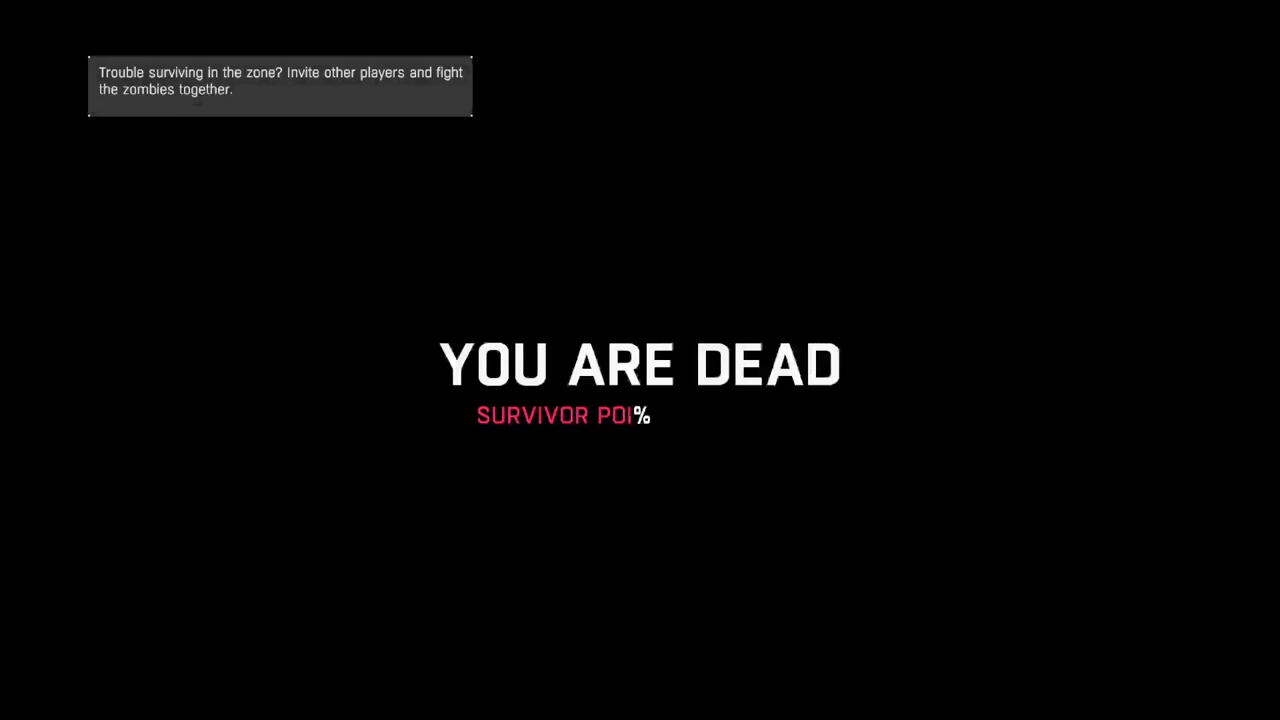 Trouble surviving in the zone? Invite other players and fight
the zombies together.
YOU ARE DEAD
SURVIVOR POI%